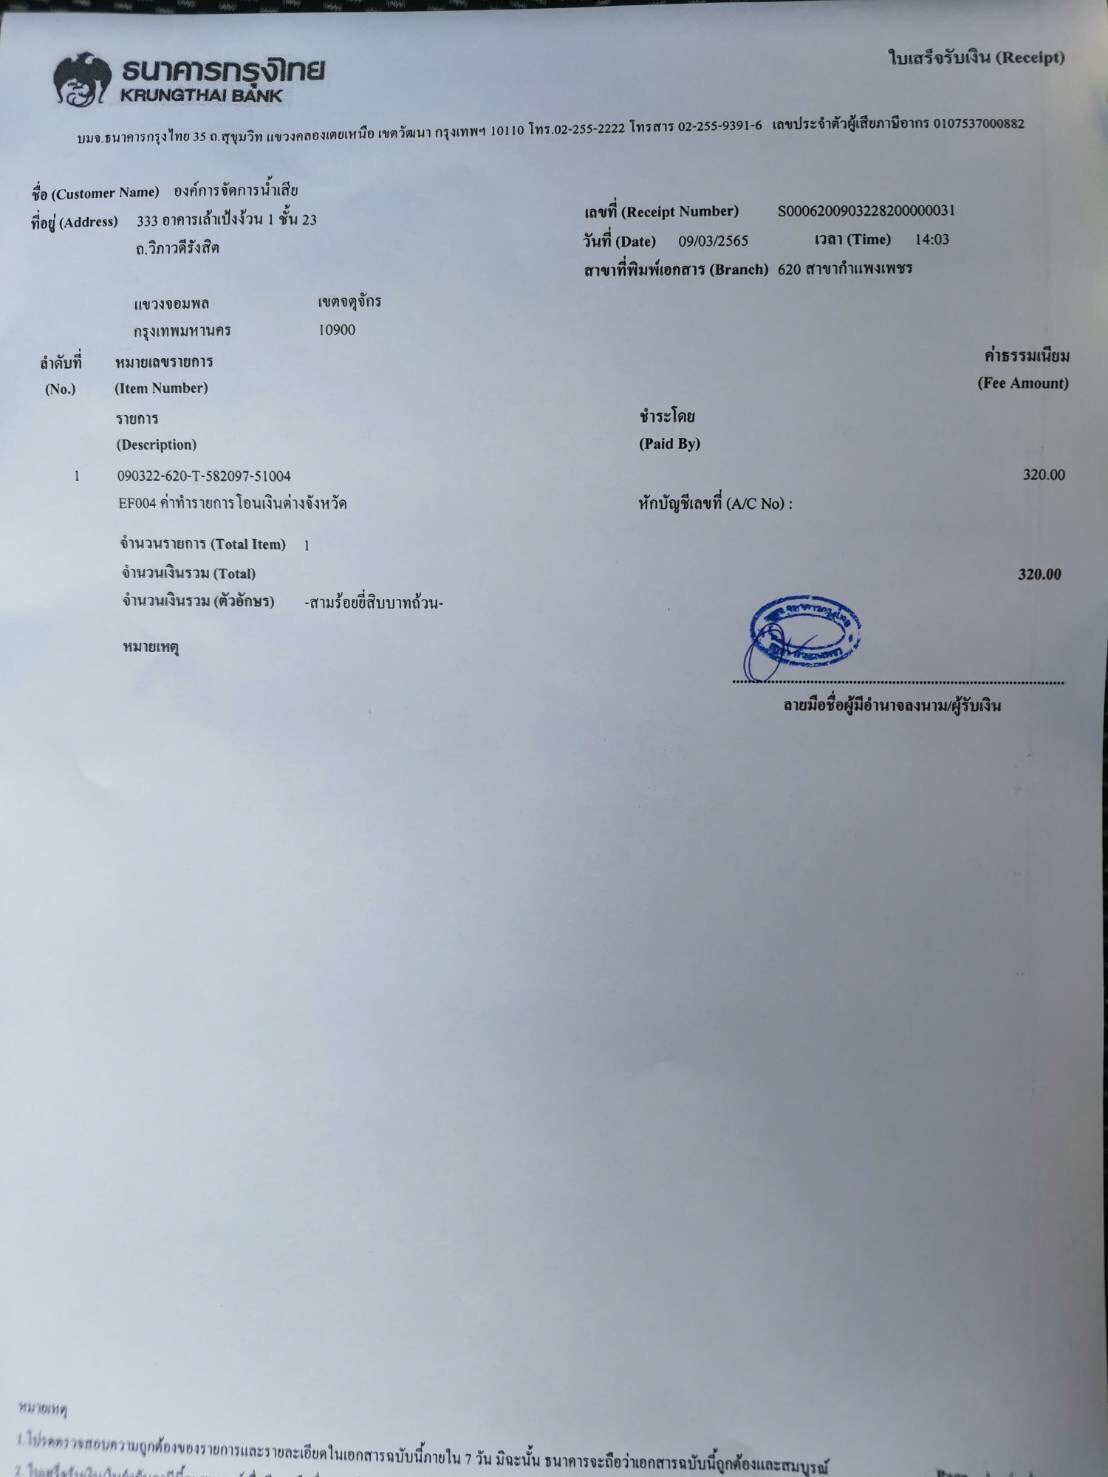 ธนาคารกรุงไทย
KRUNGTHAI BANK
ใบเสร็จรับเงิน (Receipt)
บมจ.ธนาคารกรุงไทย 35 ถ.สุขุมวิท แขวงคลองเตยเหนือ เขตวัฒนา กรุงเทพฯ 10110 โทร.02-255-2222 โทรสาร 02-255-9391-6 เลขประจำตัวผู้เสียภาษีอากร 0107537000882
ชื่อ (Customer Name) องค์การจัดการน้ำเสีย
ที่อยู่ (Address) 333 อาคารเล้าเป้งง้วน 1 ชั้น 23
ถ.วิภาวดีรังสิต
แขวงจอมพล เขตจตุจักร
กรุงเทพมหานคร 10900
เลขที่ (Receipt Number) S0006200903228200000031
วันที่ (Date) 09/03/2565 เวลา (Time) 14:03
สาขาที่พิมพ์เอกสาร (Branch) 620 สาขากำแพงเพชร
ลำดับที่ หมายเลขรายการ ค่าธรรมเนียม
(No.) (Item Number) (Fee Amount)
รายการ ชำระโดย
(Description) (Paid By)
1 090322-620-T-582097-51004 320.00
EF004 ค่าทำรายการโอนเงินต่างจังหวัด หักบัญชีเลขที่ (A/C No) :
จำนวนรายการ (Total Item) 1
จำนวนเงินรวม (Total) 320.00
จำนวนเงินรวม (ตัวอักษร) -สามร้อยยี่สิบบาทถ้วน-
หมายเหตุ
ลายมือชื่อผู้มีอำนาจลงนาม/ผู้รับเงิน
หมายเหตุ
1.โปรดตรวจสอบความถูกต้องของรายการและรายละเอียดในเอกสารฉบับนี้ภายใน 7 วัน มิฉะนั้น ธนาคารจะถือว่าเอกสารฉบับนี้ถูกต้องและสมบูรณ์